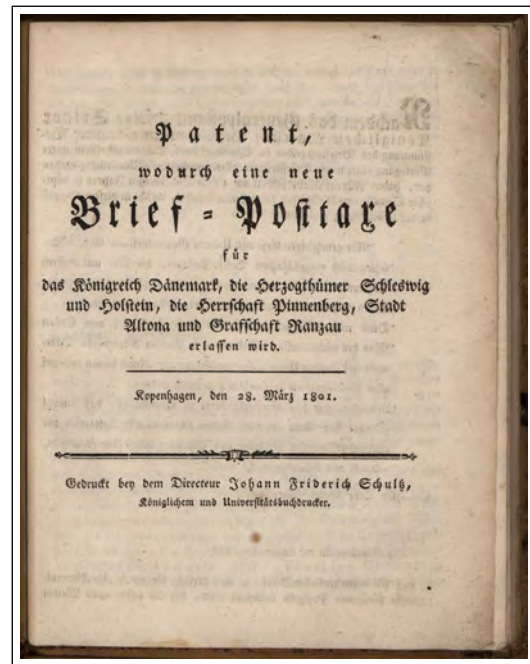 Patent,
wodurch eine neue
Brief-Posttaxe
für
das Königreich Dänemark, die Herzogthümer Schleswig
und Holstein, die Herrschaft Pinnenberg, Stadt
Altona und Grafschaft Ranzau
erlassen wird.
Kopenhagen, den 28. März 1801.
Gedruckt bey dem Directeur Johann Friderich Schultz,
Königlichem und Universitätsbuchdrucker.